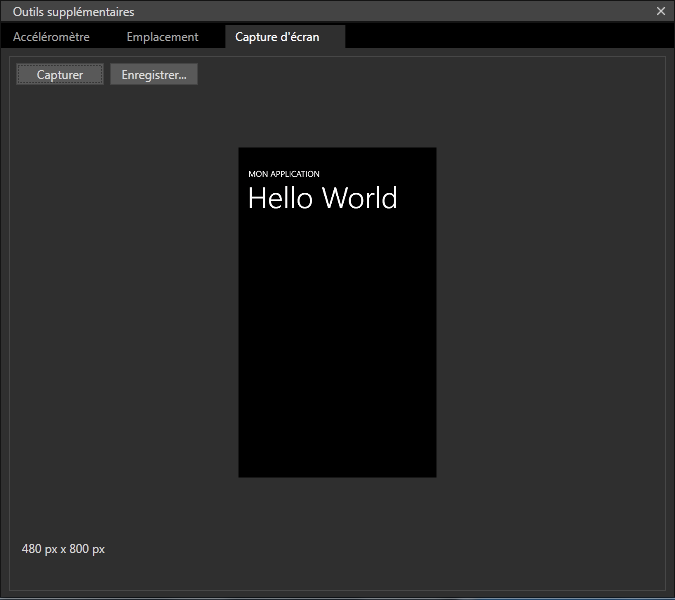 Outils supplémentaires
Accéléromètre Emplacement Capture d'écran
Capturer Enregistrer...
MON APPLICATION
Hello World
480 px x 800 px